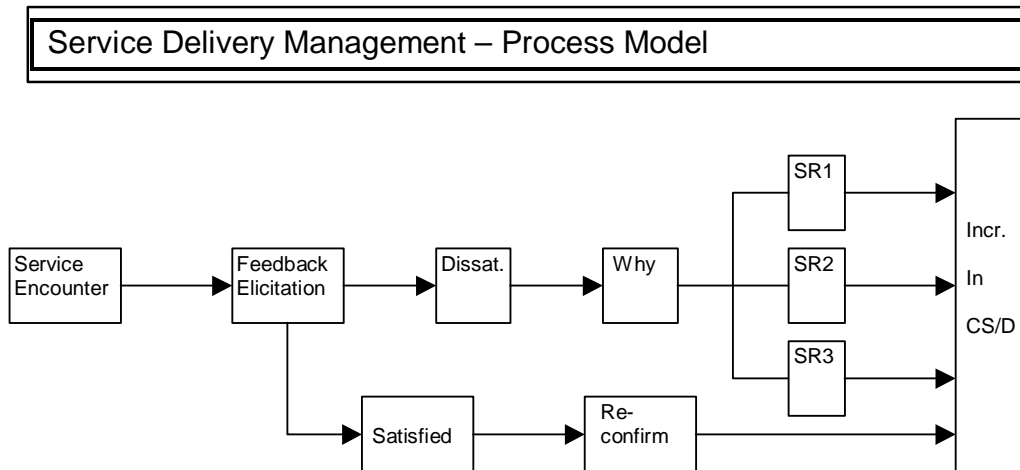 Service Delivery Management – Process Model
SR1
Service
Encounter
Feedback
Elicitation
Dissat.
Why
SR2
SR3
Incr.
In
CS/D
Satisfied
Re-
confirm